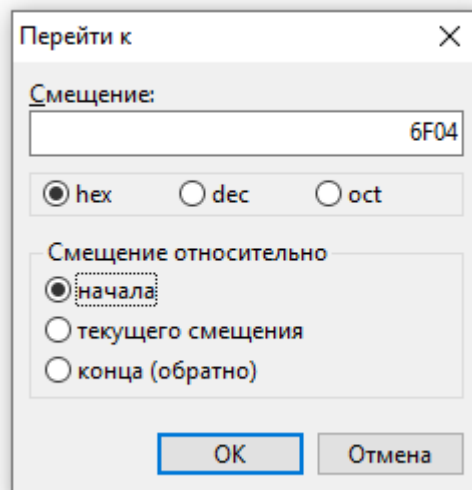 Перейти к
Смещение:
6F04
hex dec oct
Смещение относительно
начала
текущего смещения
конца (обратно)
OK Отмена